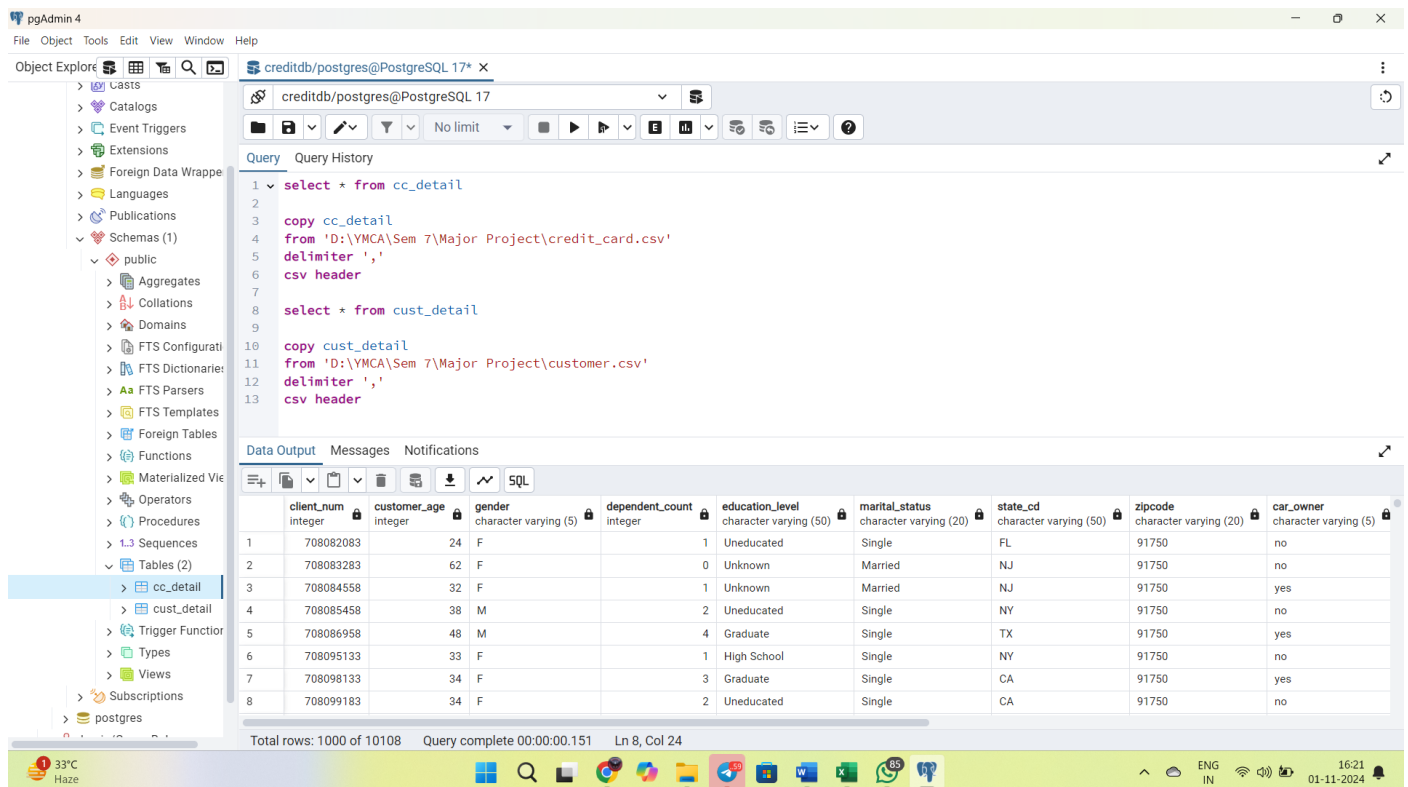 pgAdmin 4
File Object Tools Edit View Window Help
Object Explore
creditdb/postgres@PostgreSQL 17*
Casts
Catalogs
Event Triggers
Extensions
Foreign Data Wrappe
Languages
Publications
Schemas (1)
public
Aggregates
Collations
Domains
FTS Configurati
FTS Dictionaries
FTS Parsers
FTS Templates
Foreign Tables
Functions
Materialized Vie
Operators
Procedures
1..3 Sequences
Tables (2)
cc_detail
cust_detail
Trigger Function
Types
Views
Subscriptions
postgres
creditdb/postgres@PostgreSQL 17
No limit
E
Query Query History
1 select * from cc_detail
2
3 copy cc_detail
4 from 'D:\YMCA\Sem 7\Major Project\credit_card.csv'
5 delimiter ','
6 csv header
7
8 select * from cust_detail
9
10 copy cust_detail
11 from 'D:\YMCA\Sem 7\Major Project\customer.csv'
12 delimiter ','
13 csv header
Data Output Messages Notifications
SQL
client_num customer_age gender dependent_count education_level marital_status state_cd zipcode car_owner
integer integer character varying (5) integer character varying (50) character varying (20) character varying (50) character varying (20) character varying (5)
1 708082083 24 F 1 Uneducated Single FL 91750 no
2 708083283 62 F 0 Unknown Married NJ 91750 no
3 708084558 32 F 1 Unknown Married NJ 91750 yes
4 708085458 38 M 2 Uneducated Single NY 91750 no
5 708086958 48 M 4 Graduate Single TX 91750 yes
6 708095133 33 F 1 High School Single NY 91750 no
7 708098133 34 F 3 Graduate Single CA 91750 yes
8 708099183 34 F 2 Uneducated Single CA 91750 no
Total rows: 1000 of 10108 Query complete 00:00:00.151 Ln 8, Col 24
1 33°C
Haze
59
85
ENG
IN
16:21
01-11-2024